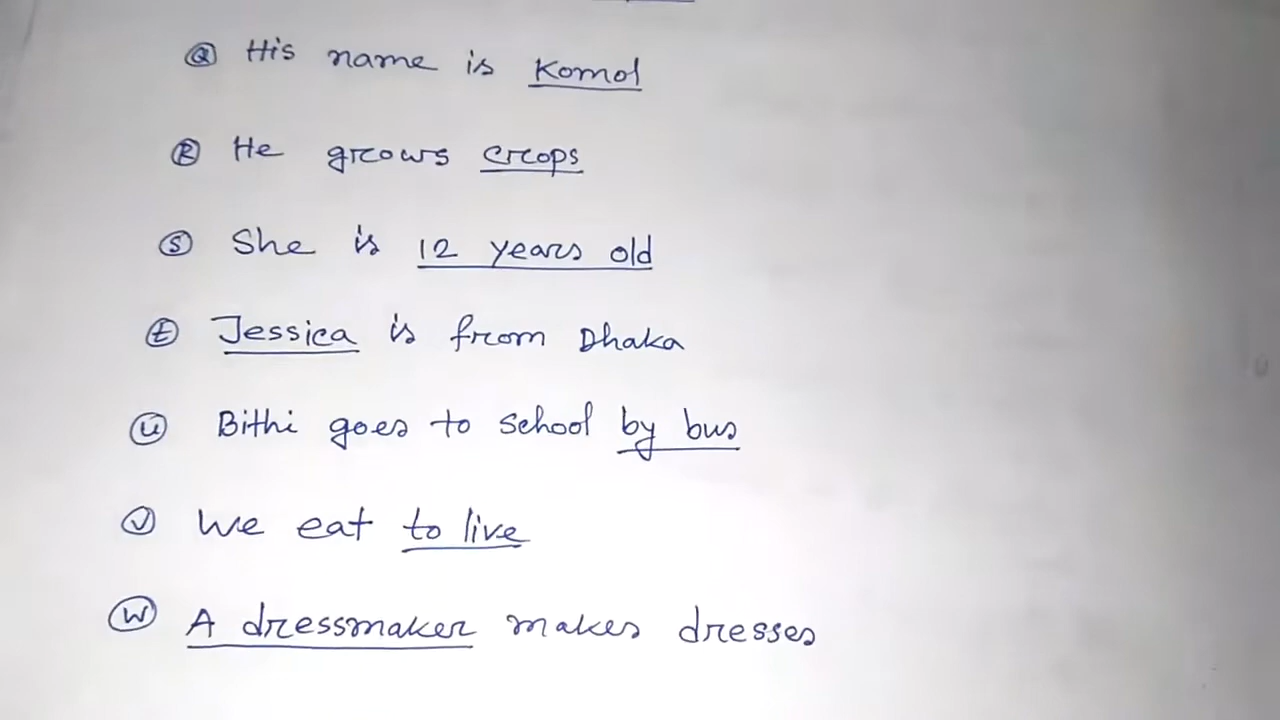 Q His name is Komol
R He grows crops
S She is 12 years old
t Jessica is from Dhaka
u Bithi goes to school by bus
V We eat to live
W A dressmaker makes dresses